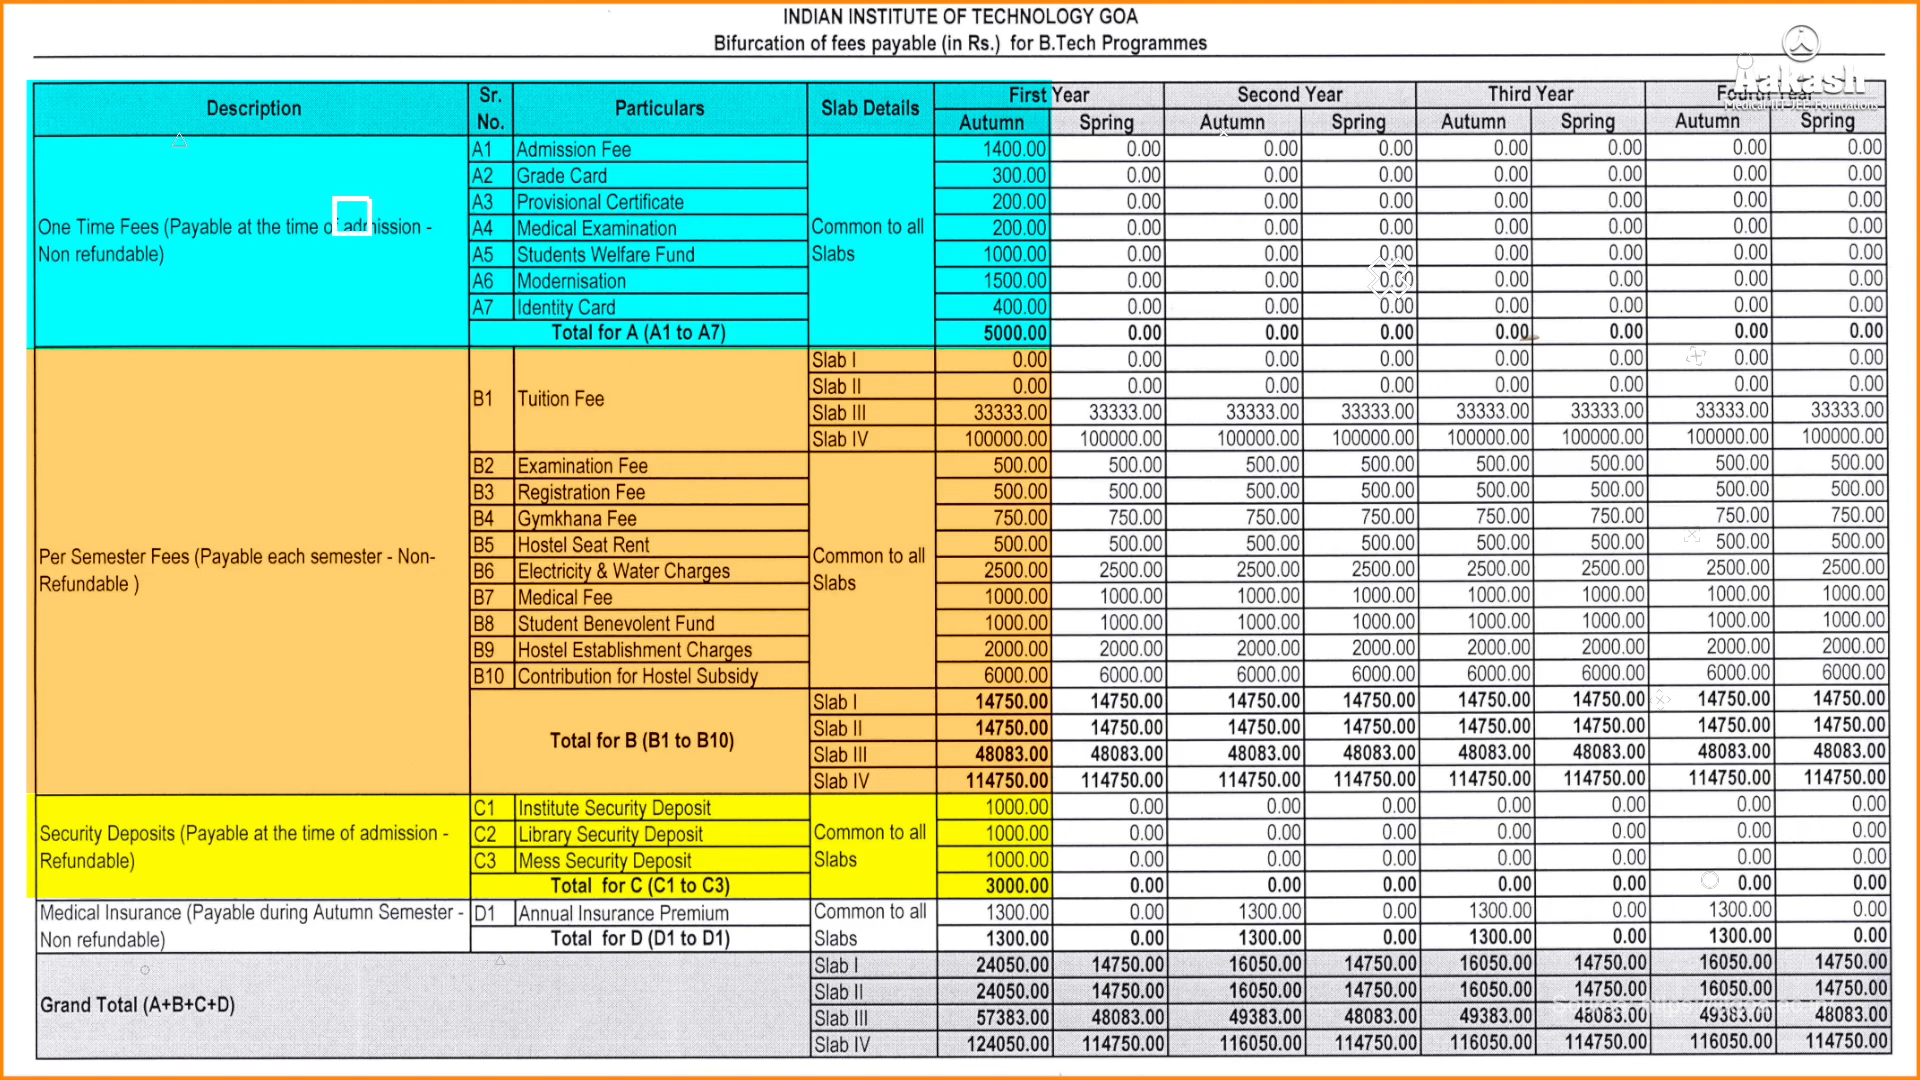 INDIAN INSTITUTE OF TECHNOLOGY GOA
Bifurcation of fees payable (in Rs.) for B.Tech Programmes
Aakash
Medical|IIT-JEE|Foundations
Description Sr. No. Particulars Slab Details First Year Second Year Third Year Fourth Year
Autumn Spring Autumn Spring Autumn Spring Autumn Spring
One Time Fees (Payable at the time of admission -
Non refundable)
Common to all
Slabs
A1 Admission Fee 1400.00 0.00 0.00 0.00 0.00 0.00 0.00 0.00
A2 Grade Card 300.00 0.00 0.00 0.00 0.00 0.00 0.00 0.00
A3 Provisional Certificate 200.00 0.00 0.00 0.00 0.00 0.00 0.00 0.00
A4 Medical Examination 200.00 0.00 0.00 0.00 0.00 0.00 0.00 0.00
A5 Students Welfare Fund 1000.00 0.00 0.00 0.00 0.00 0.00 0.00 0.00
A6 Modernisation 1500.00 0.00 0.00 0.00 0.00 0.00 0.00 0.00
A7 Identity Card 400.00 0.00 0.00 0.00 0.00 0.00 0.00 0.00
Total for A (A1 to A7) 5000.00 0.00 0.00 0.00 0.00 0.00 0.00 0.00
Per Semester Fees (Payable each semester - Non-
Refundable )
B1 Tuition Fee
Slab I 0.00 0.00 0.00 0.00 0.00 0.00 0.00 0.00
Slab II 0.00 0.00 0.00 0.00 0.00 0.00 0.00 0.00
Slab III 33333.00 33333.00 33333.00 33333.00 33333.00 33333.00 33333.00 33333.00
Slab IV 100000.00 100000.00 100000.00 100000.00 100000.00 100000.00 100000.00 100000.00
Common to all
Slabs
B2 Examination Fee 500.00 500.00 500.00 500.00 500.00 500.00 500.00 500.00
B3 Registration Fee 500.00 500.00 500.00 500.00 500.00 500.00 500.00 500.00
B4 Gymkhana Fee 750.00 750.00 750.00 750.00 750.00 750.00 750.00 750.00
B5 Hostel Seat Rent 500.00 500.00 500.00 500.00 500.00 500.00 500.00 500.00
B6 Electricity & Water Charges 2500.00 2500.00 2500.00 2500.00 2500.00 2500.00 2500.00 2500.00
B7 Medical Fee 1000.00 1000.00 1000.00 1000.00 1000.00 1000.00 1000.00 1000.00
B8 Student Benevolent Fund 1000.00 1000.00 1000.00 1000.00 1000.00 1000.00 1000.00 1000.00
B9 Hostel Establishment Charges 2000.00 2000.00 2000.00 2000.00 2000.00 2000.00 2000.00 2000.00
B10 Contribution for Hostel Subsidy 6000.00 6000.00 6000.00 6000.00 6000.00 6000.00 6000.00 6000.00
Total for B (B1 to B10)
Slab I 14750.00 14750.00 14750.00 14750.00 14750.00 14750.00 14750.00 14750.00
Slab II 14750.00 14750.00 14750.00 14750.00 14750.00 14750.00 14750.00 14750.00
Slab III 48083.00 48083.00 48083.00 48083.00 48083.00 48083.00 48083.00 48083.00
Slab IV 114750.00 114750.00 114750.00 114750.00 114750.00 114750.00 114750.00 114750.00
Security Deposits (Payable at the time of admission -
Refundable)
Common to all
Slabs
C1 Institute Security Deposit 1000.00 0.00 0.00 0.00 0.00 0.00 0.00 0.00
C2 Library Security Deposit 1000.00 0.00 0.00 0.00 0.00 0.00 0.00 0.00
C3 Mess Security Deposit 1000.00 0.00 0.00 0.00 0.00 0.00 0.00 0.00
Total for C (C1 to C3) 3000.00 0.00 0.00 0.00 0.00 0.00 0.00 0.00
Medical Insurance (Payable during Autumn Semester -
Non refundable)
Common to all
Slabs
D1 Annual Insurance Premium 1300.00 0.00 1300.00 0.00 1300.00 0.00 1300.00 0.00
Total for D (D1 to D1) 1300.00 0.00 1300.00 0.00 1300.00 0.00 1300.00 0.00
Grand Total (A+B+C+D)
Slab I 24050.00 14750.00 16050.00 14750.00 16050.00 14750.00 16050.00 14750.00
Slab II 24050.00 14750.00 16050.00 14750.00 16050.00 14750.00 16050.00 14750.00
Slab III 57383.00 48083.00 49383.00 48083.00 49383.00 48083.00 49383.00 48083.00
Slab IV 124050.00 114750.00 116050.00 114750.00 116050.00 114750.00 116050.00 114750.00